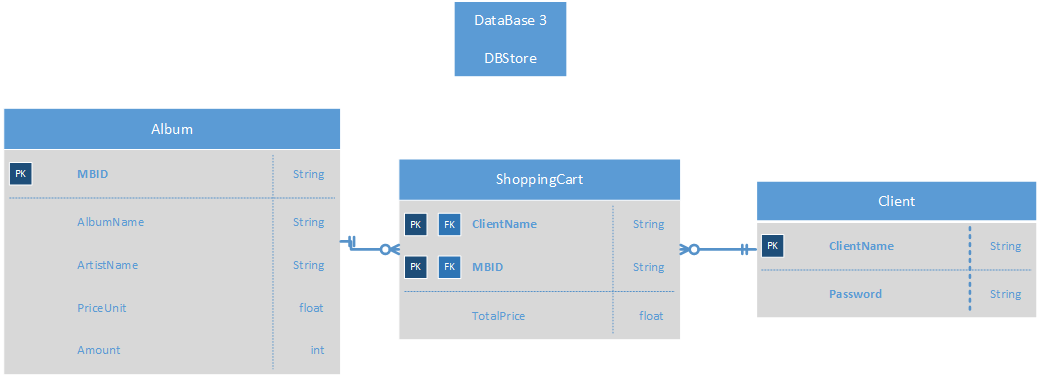 DataBase 3
DBStore
Album
PK MBID String
AlbumName String
ArtistName String
PriceUnit float
Amount int
ShoppingCart
PK FK ClientName String
PK FK MBID String
TotalPrice float
Client
PK ClientName String
Password String